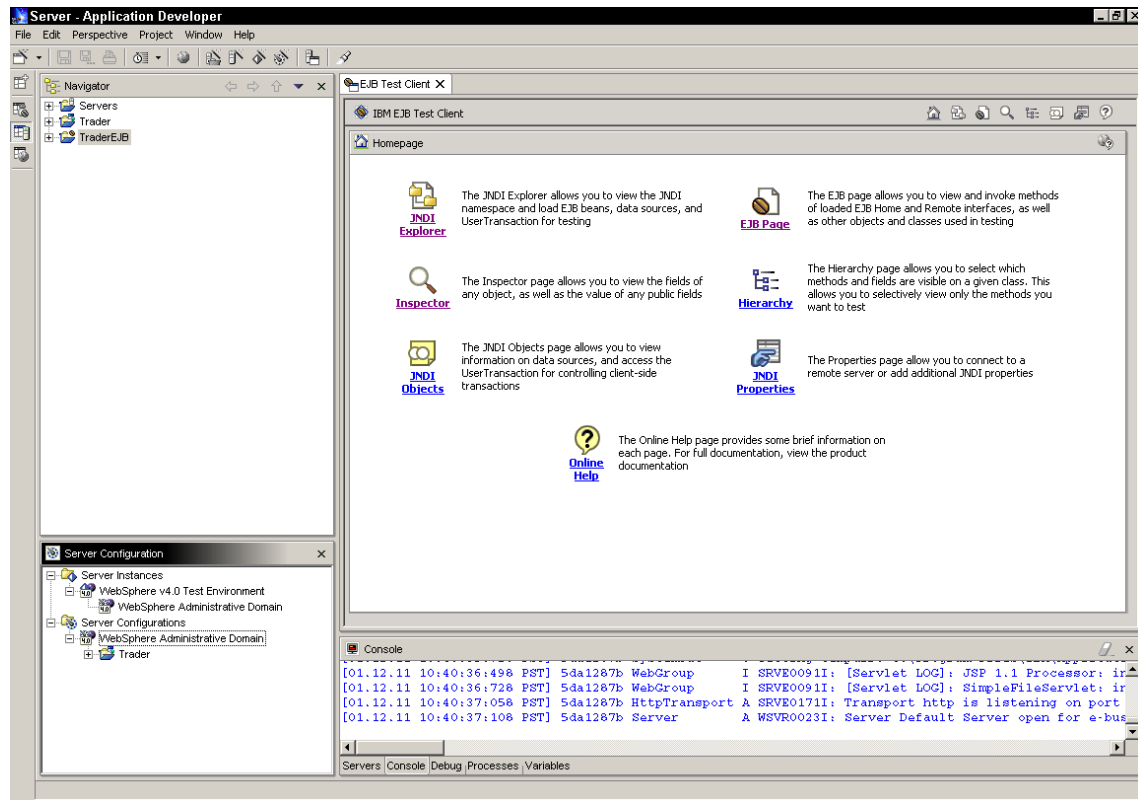 Server - Application Developer
File Edit Perspective Project Window Help
Navigator
Servers
Trader
TraderEJB
EJB Test Client
IBM EJB Test Client
Homepage
JNDI
Explorer
The JNDI Explorer allows you to view the JNDI
namespace and load EJB beans, data sources, and
UserTransaction for testing
EJB Page
The EJB page allows you to view and invoke methods
of loaded EJB Home and Remote interfaces, as well
as other objects and classes used in testing
Inspector
The Inspector page allows you to view the fields of
any object, as well as the value of any public fields
Hierarchy
The Hierarchy page allows you to select which
methods and fields are visible on a given class. This
allows you to selectively view only the methods you
want to test
JNDI
Objects
The JNDI Objects page allows you to view
information on data sources, and access the
UserTransaction for controlling client-side
transactions
JNDI
Properties
The Properties page allow you to connect to a
remote server or add additional JNDI properties
Online
Help
The Online Help page provides some brief information on
each page. For full documentation, view the product
documentation
Server Configuration
Server Instances
WebSphere v4.0 Test Environment
WebSphere Administrative Domain
Server Configurations
WebSphere Administrative Domain
Trader
Console
[01.12.11 10:40:36:498 PST] 5da1287b WebGroup I SRVE0091I: [Servlet LOG]: JSP 1.1 Processor: in
[01.12.11 10:40:36:728 PST] 5da1287b WebGroup I SRVE0091I: [Servlet LOG]: SimpleFileServlet: in
[01.12.11 10:40:37:058 PST] 5da1287b HttpTransport A SRVE0171I: Transport http is listening on port
[01.12.11 10:40:37:108 PST] 5da1287b Server A WSVR0023I: Server Default Server open for e-bus
Servers Console Debug Processes Variables